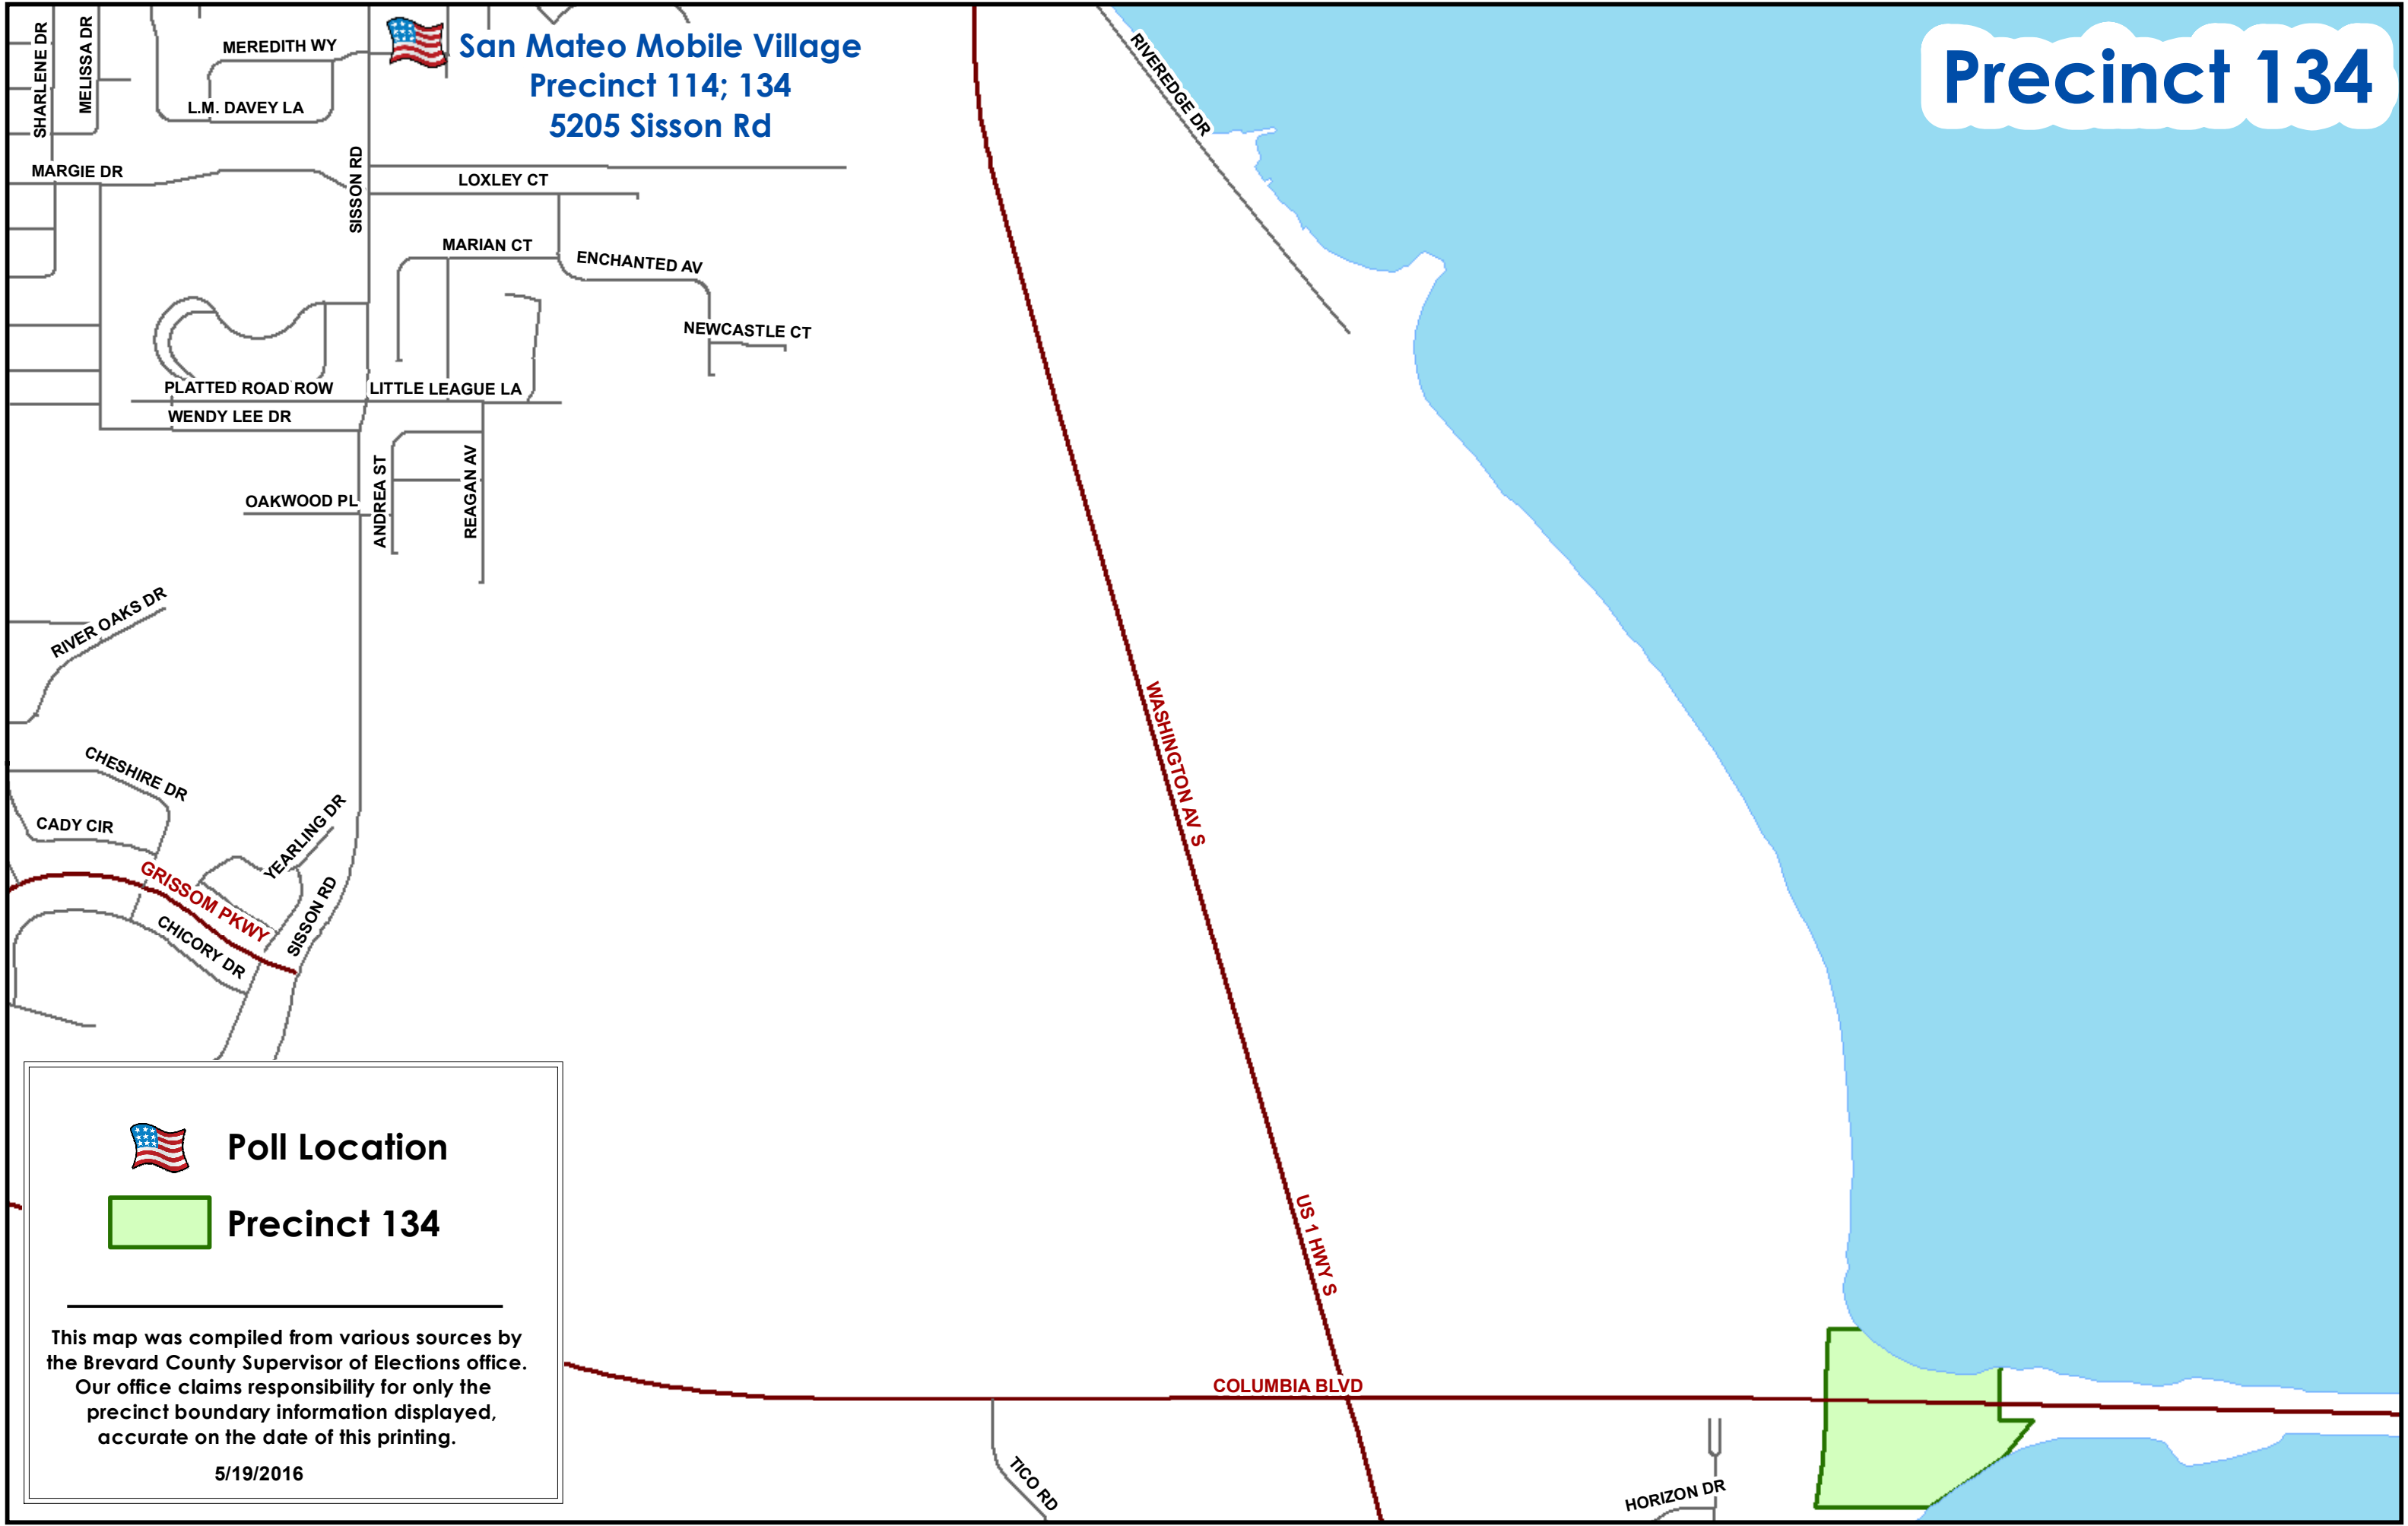 Precinct 134
San Mateo Mobile Village
Precinct 114; 134
5205 Sisson Rd
SHARLENE DR
MELISSA DR
MEREDITH WY
L.M. DAVEY LA
MARGIE DR
SISSON RD
LOXLEY CT
MARIAN CT
ENCHANTED AV
NEWCASTLE CT
RIVEREDGE DR
PLATTED ROAD ROW
LITTLE LEAGUE LA
WENDY LEE DR
OAKWOOD PL
ANDREA ST
REAGAN AV
RIVER OAKS DR
CHESHIRE DR
CADY CIR
YEARLING DR
GRISSOM PKWY
CHICORY DR
SISSON RD
WASHINGTON AV S
US 1 HWY S
COLUMBIA BLVD
TICO RD
HORIZON DR
Poll Location
Precinct 134
This map was compiled from various sources by
the Brevard County Supervisor of Elections office.
Our office claims responsibility for only the
precinct boundary information displayed,
accurate on the date of this printing.
5/19/2016